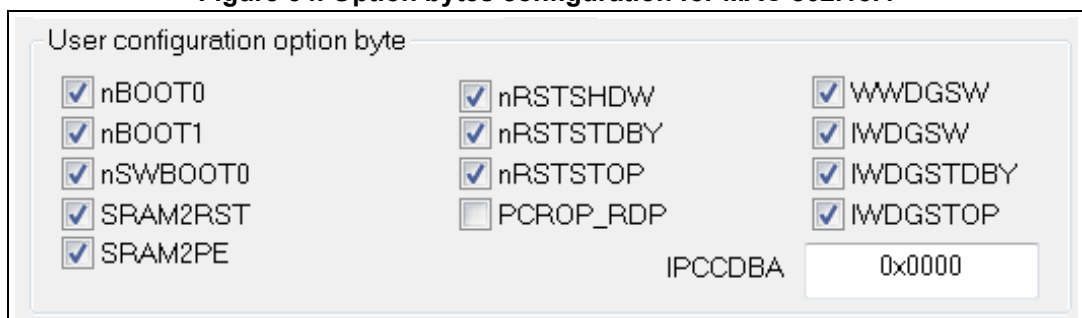 User configuration option byte
nBOOT0
nBOOT1
nSWBOOT0
SRAM2RST
SRAM2PE
nRSTSHDW
nRSTSTDBY
nRSTSTOP
PCROP_RDP
WWDGSW
IWDGSW
IWDGSTDBY
IWDGSTOP
IPCCDBA 0x0000